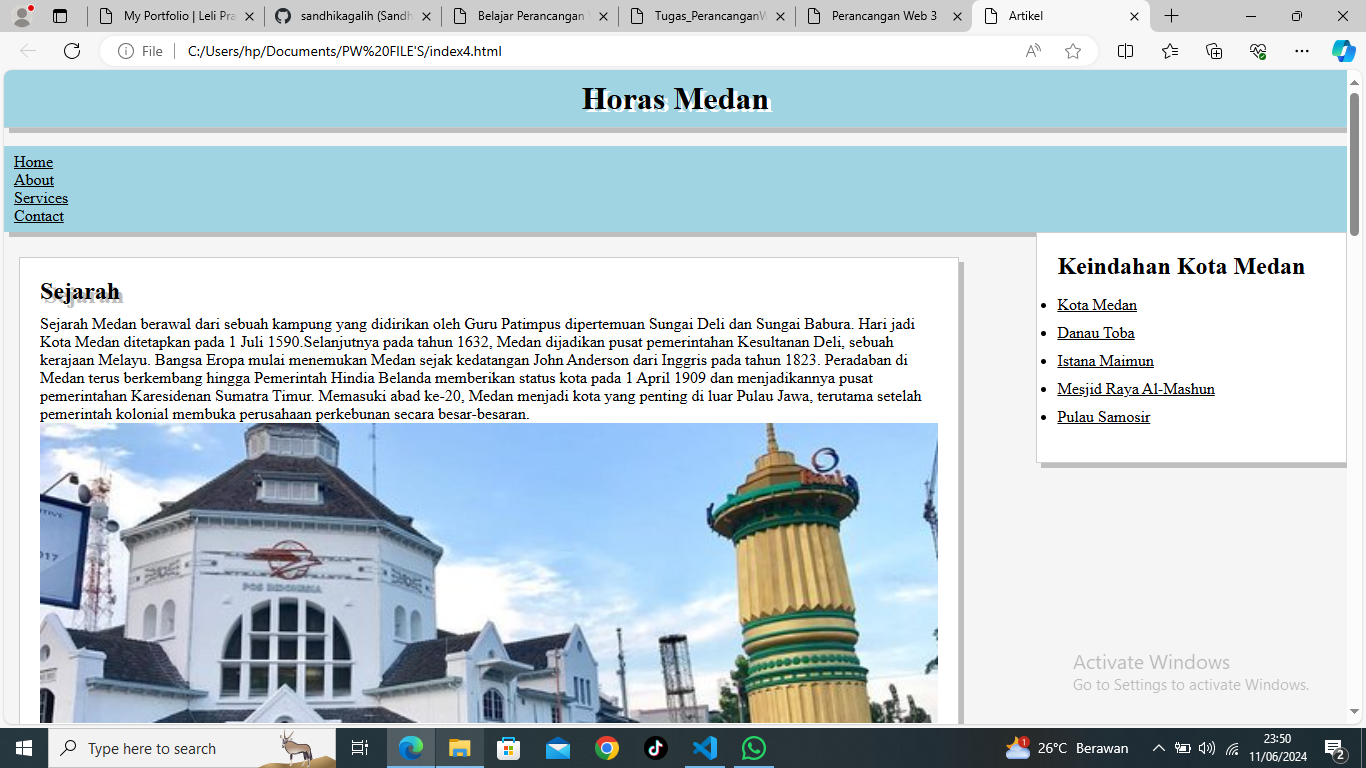 My Portfolio | Leli Pra
sandhikagalih (Sandh
Belajar Perancangan
Tugas_PerancanganW
Perancangan Web 3
Artikel
File
C:/Users/hp/Documents/PW%20FILE'S/index4.html
Horas Medan
Home
About
Services
Contact
Sejarah
Sejarah Medan berawal dari sebuah kampung yang didirikan oleh Guru Patimpus dipertemuan Sungai Deli dan Sungai Babura. Hari jadi
Kota Medan ditetapkan pada 1 Juli 1590.Selanjutnya pada tahun 1632, Medan dijadikan pusat pemerintahan Kesultanan Deli, sebuah
kerajaan Melayu. Bangsa Eropa mulai menemukan Medan sejak kedatangan John Anderson dari Inggris pada tahun 1823. Peradaban di
Medan terus berkembang hingga Pemerintah Hindia Belanda memberikan status kota pada 1 April 1909 dan menjadikannya pusat
pemerintahan Karesidenan Sumatra Timur. Memasuki abad ke-20, Medan menjadi kota yang penting di luar Pulau Jawa, terutama setelah
pemerintah kolonial membuka perusahaan perkebunan secara besar-besaran.
POS INDONESIA
Keindahan Kota Medan
Kota Medan
Danau Toba
Istana Maimun
Mesjid Raya Al-Mashun
Pulau Samosir
Activate Windows
Go to Settings to activate Windows.
Type here to search
1
26°C Berawan
23:50
11/06/2024
2